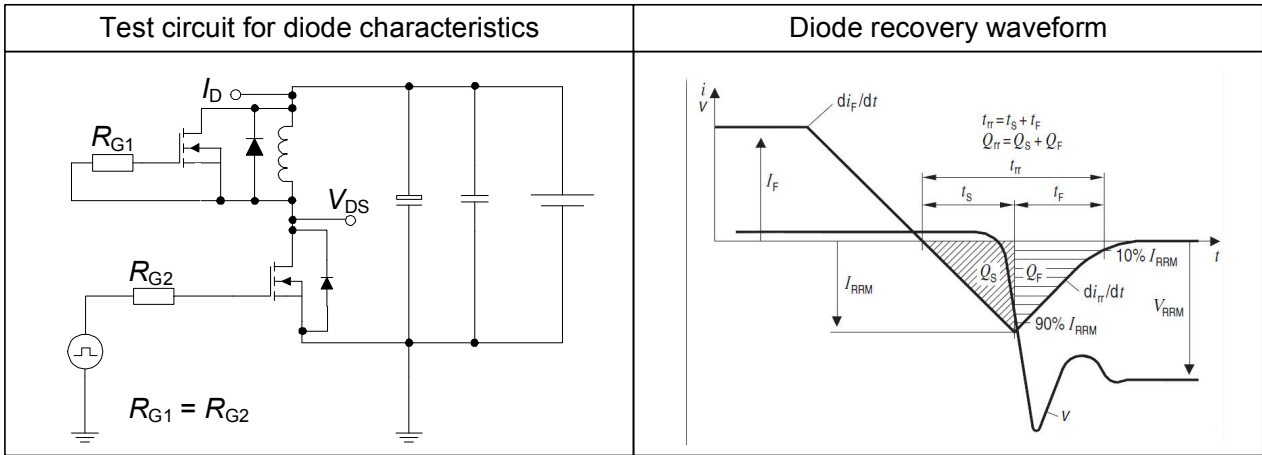 Test circuit for diode characteristics
Diode recovery waveform
I_D
R_G1
V_DS
R_G2
R_G1 = R_G2
i
V
di_F/dt
t_rr = t_S + t_F
Q_rr = Q_S + Q_F
t_rr
t_S t_F
I_F
Q_S Q_F
10% I_RRM
t
I_RRM
di_rr/dt
V_RRM
90% I_RRM
v